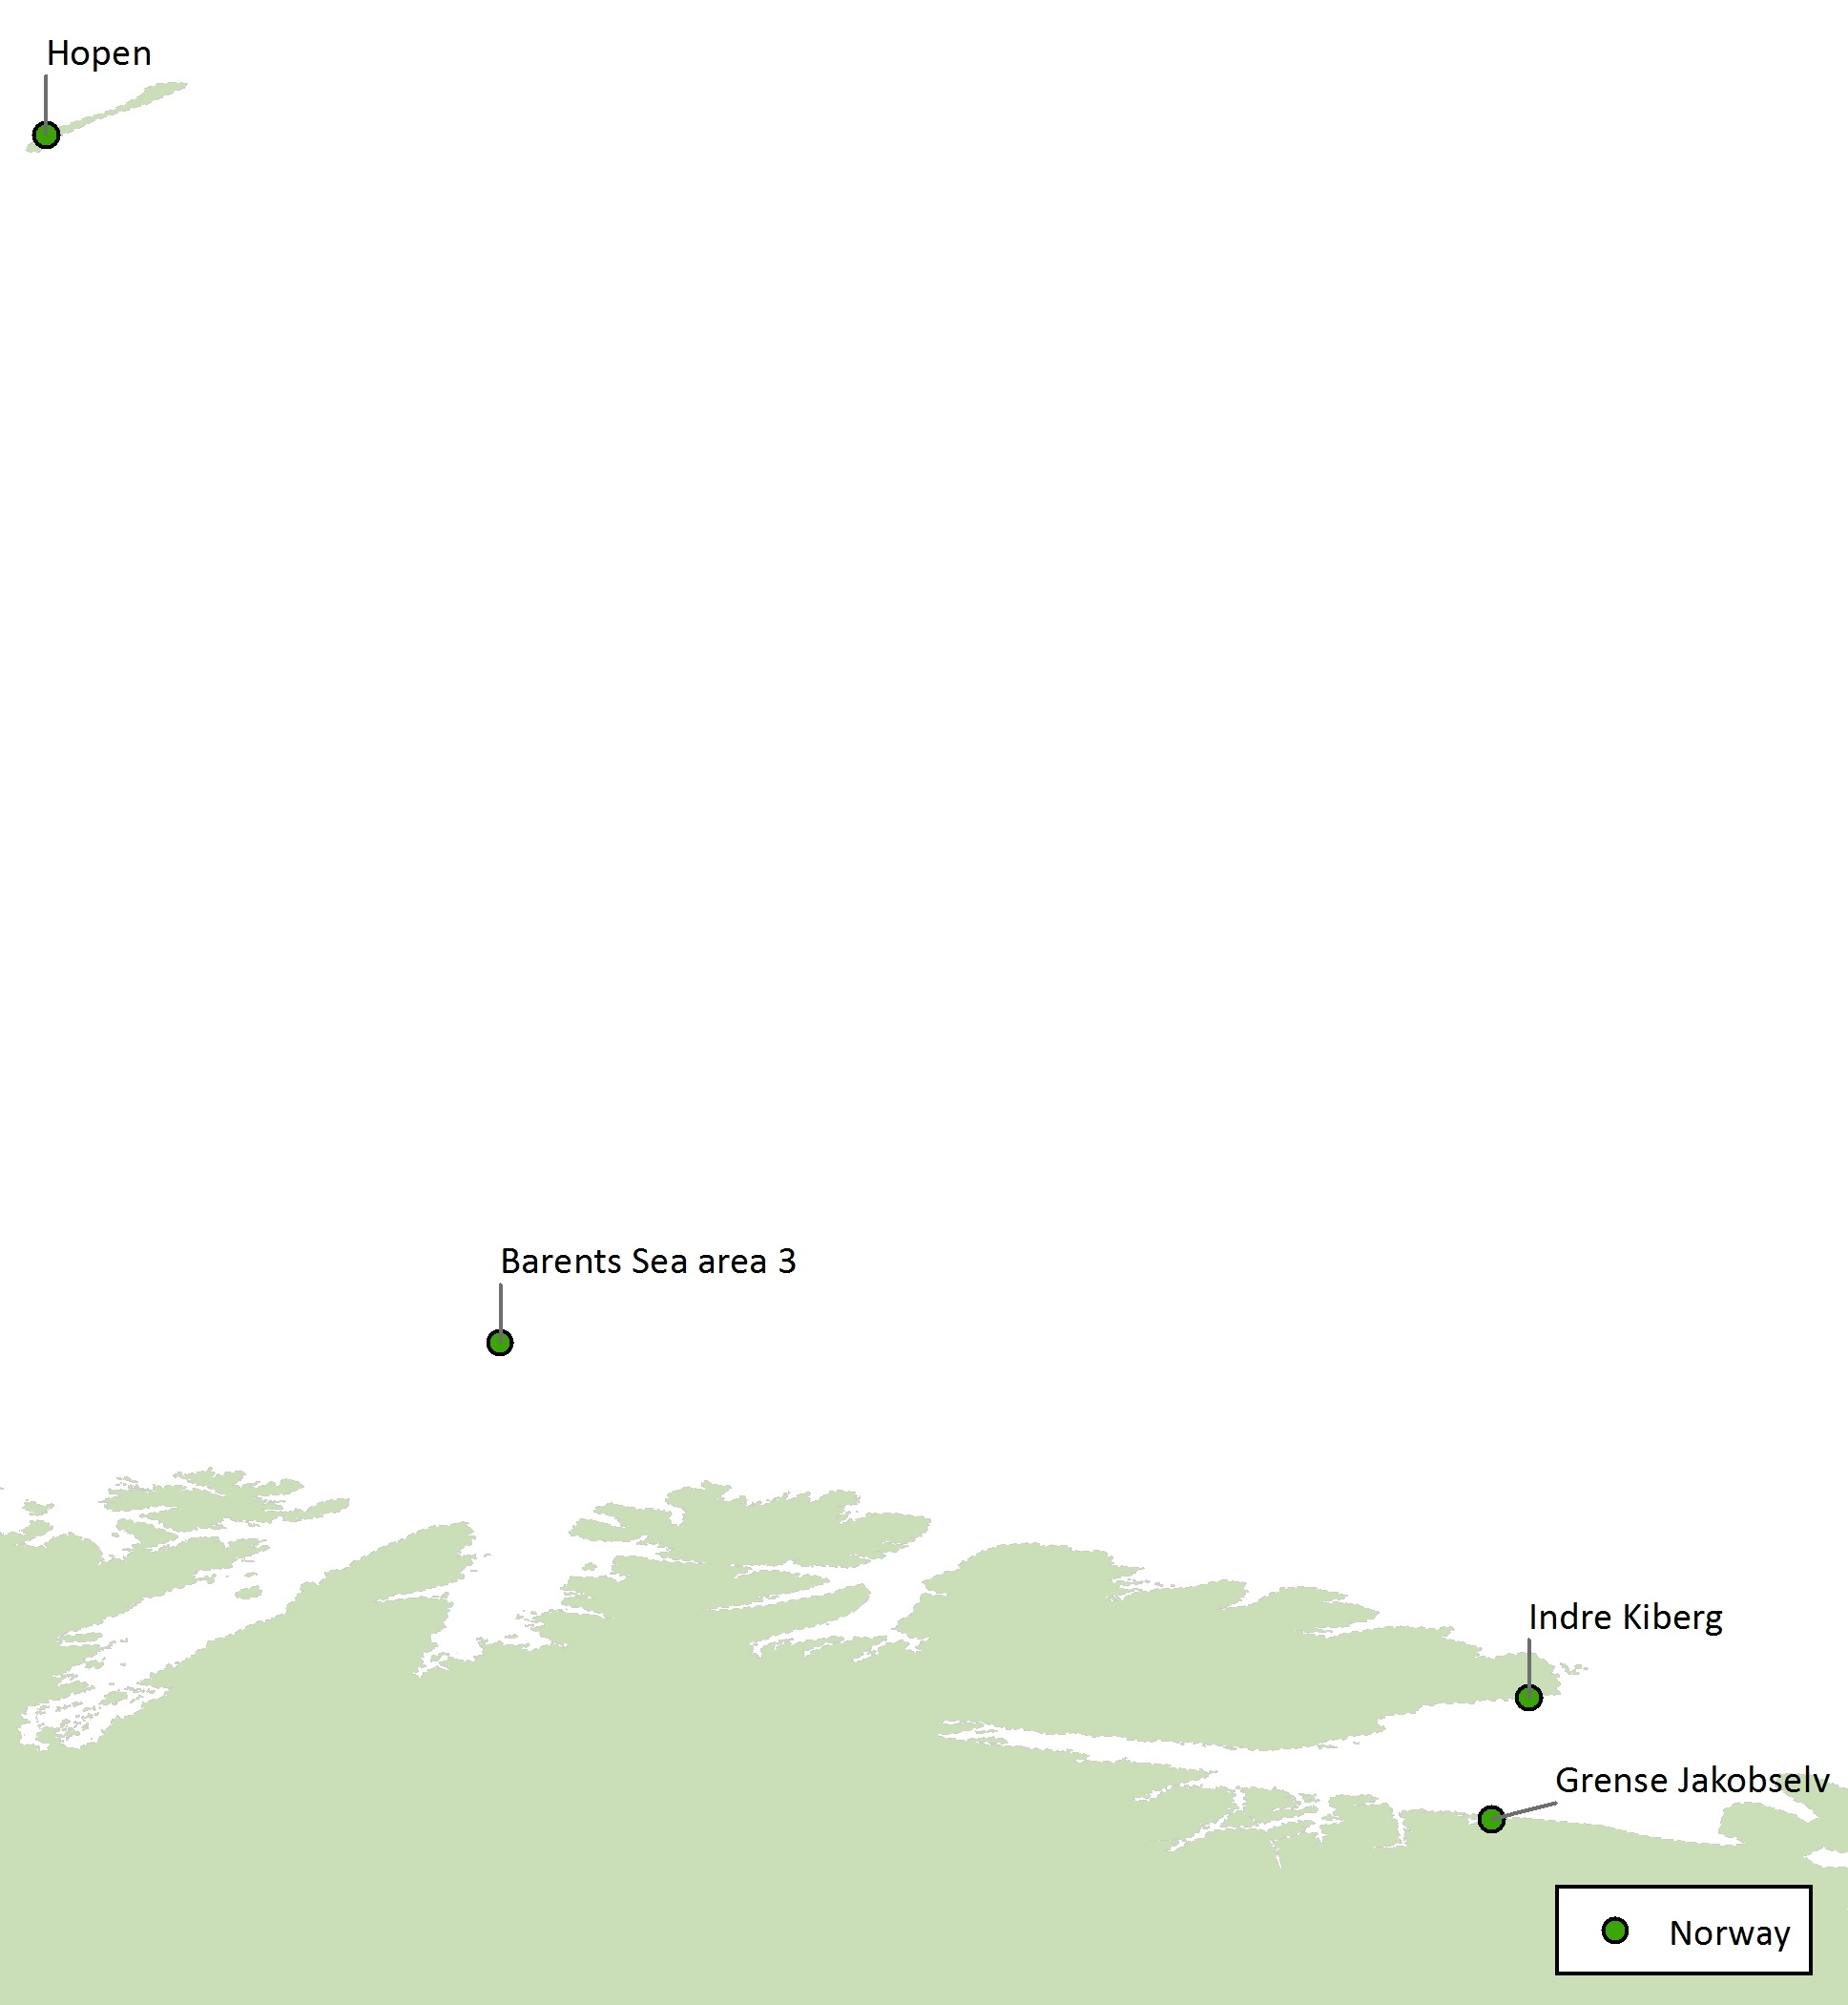 Hopen
Barents Sea area 3
Indre Kiberg
Grense Jakobselv
Norway